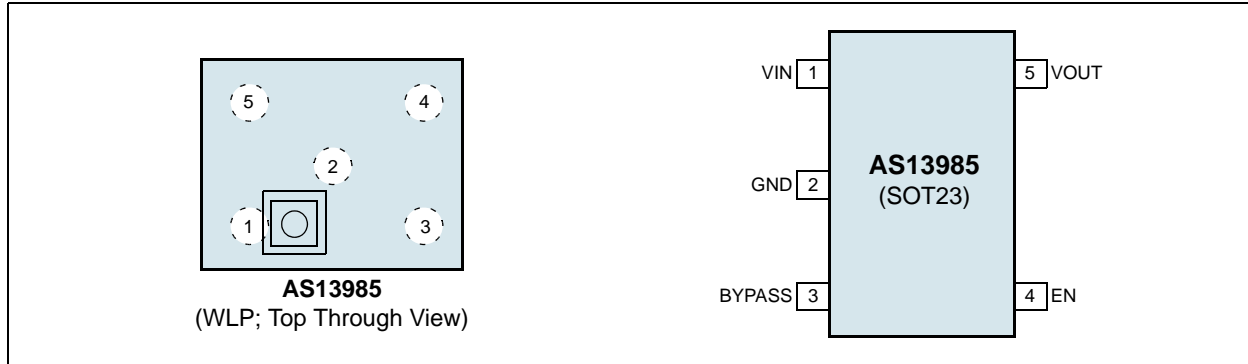 5
4
2
1
3
AS13985
(WLP; Top Through View)
VIN 1
5 VOUT
AS13985
(SOT23)
GND 2
BYPASS 3
4 EN